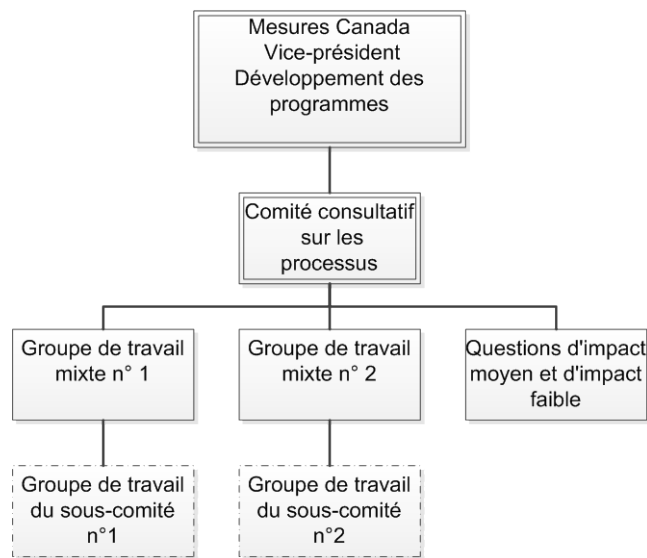 Mesures Canada
Vice-président
Développement des
programmes
Comité consultatif
sur les
processus
Groupe de travail
mixte n° 1
Groupe de travail
mixte n° 2
Questions d'impact
moyen et d'impact
faible
Groupe de travail
du sous-comité
n°1
Groupe de travail
du sous-comité
n°2